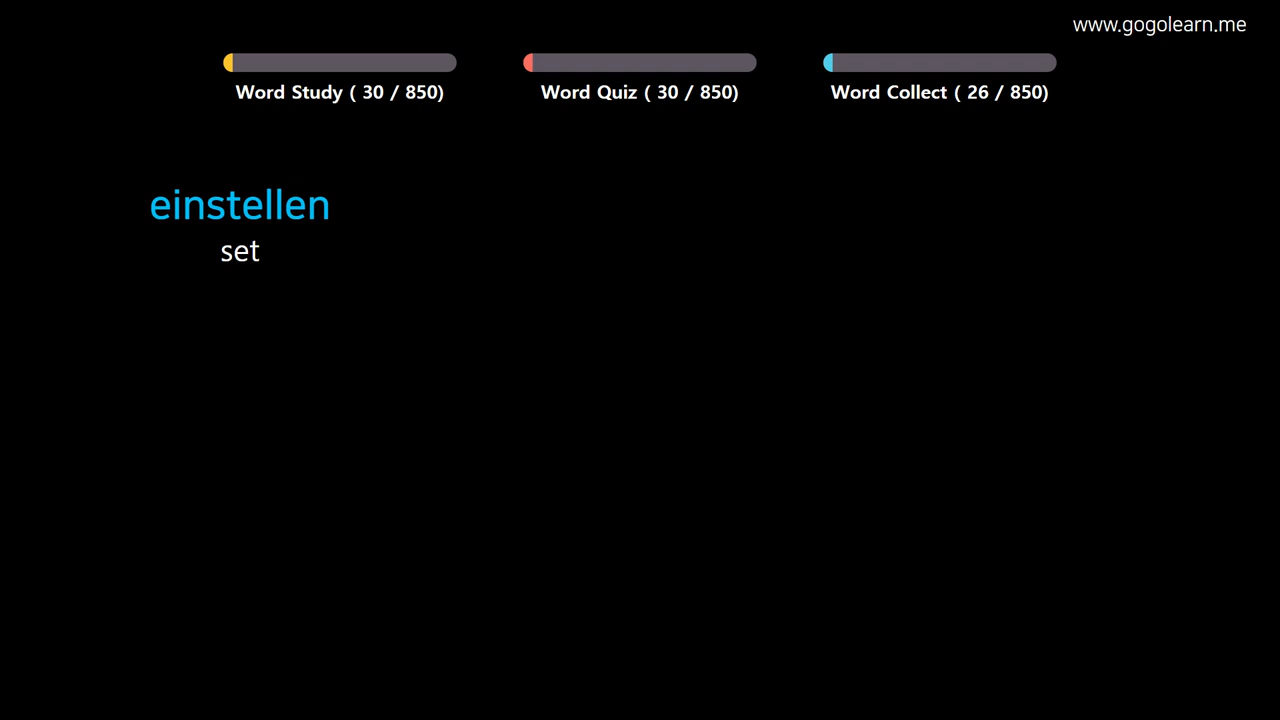 www.gogolearn.me
Word Study ( 30 / 850)
Word Quiz ( 30 / 850)
Word Collect ( 26 / 850)
einstellen
set